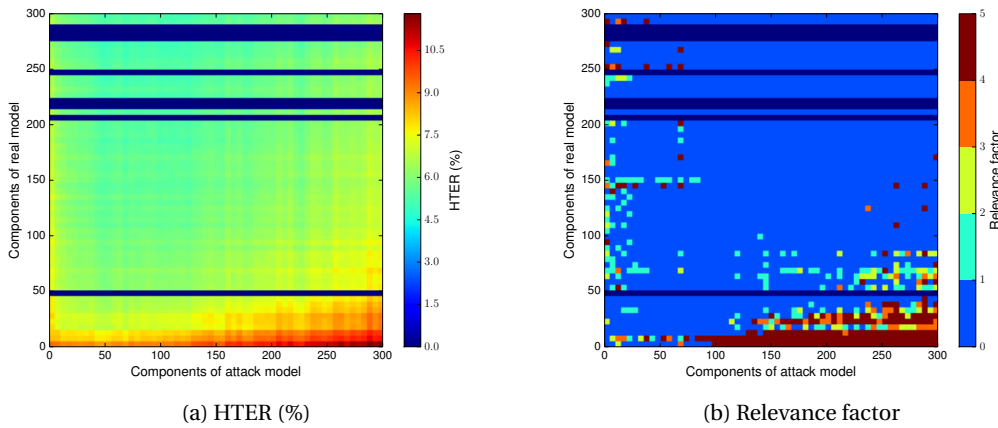 300
250
200
150
100
50
0
Components of real model
0 50 100 150 200 250 300
Components of attack model
10.5
9.0
7.5
6.0
4.5
3.0
1.5
0.0
HTER (%)
(a) HTER (%)
300
250
200
150
100
50
0
Components of real model
0 50 100 150 200 250 300
Components of attack model
5
4
3
2
1
0
Relevance factor
(b) Relevance factor